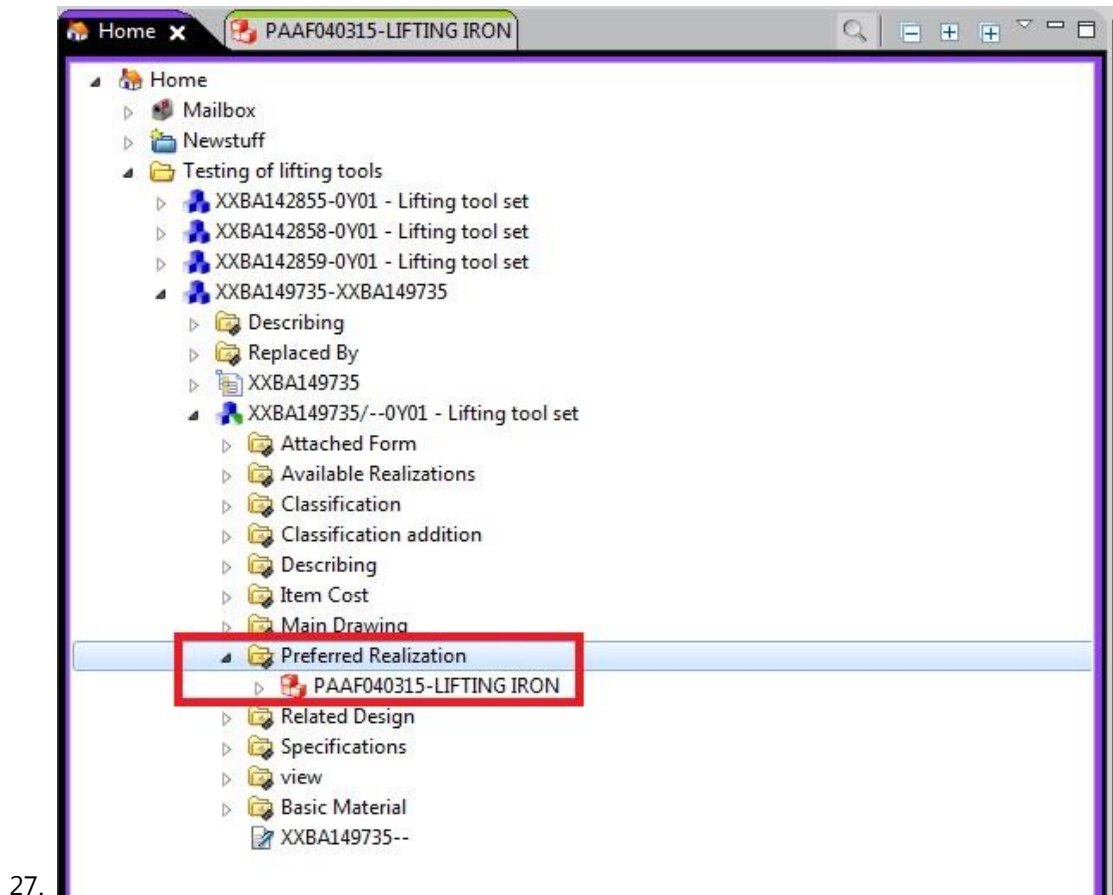 Home
PAAF040315-LIFTING IRON
Home
Mailbox
Newstuff
Testing of lifting tools
XXBA142855-0Y01 - Lifting tool set
XXBA142858-0Y01 - Lifting tool set
XXBA142859-0Y01 - Lifting tool set
XXBA149735-XXBA149735
Describing
Replaced By
XXBA149735
XXBA149735/--0Y01 - Lifting tool set
Attached Form
Available Realizations
Classification
Classification addition
Describing
Item Cost
Main Drawing
Preferred Realization
PAAF040315-LIFTING IRON
Related Design
Specifications
view
Basic Material
XXBA149735--
27.